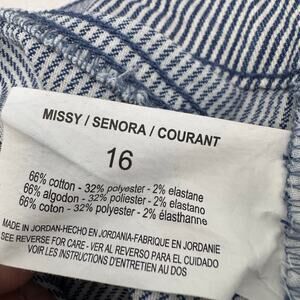 MISSY / SENORA / COURANT
16
66% cotton - 32% polyester - 2% elastane
66% algodon - 32% polyester - 2% elastano
66% coton - 32% polyester - 2% élasthanne
MADE IN JORDAN-HECHO EN JORDANIA-FABRIQUE EN JORDANIE
SEE REVERSE FOR CARE - VER AL REVERSO PARA EL CUIDADO
VOIR LES INSTRUCTIONS D'ENTRETIEN AU DOS